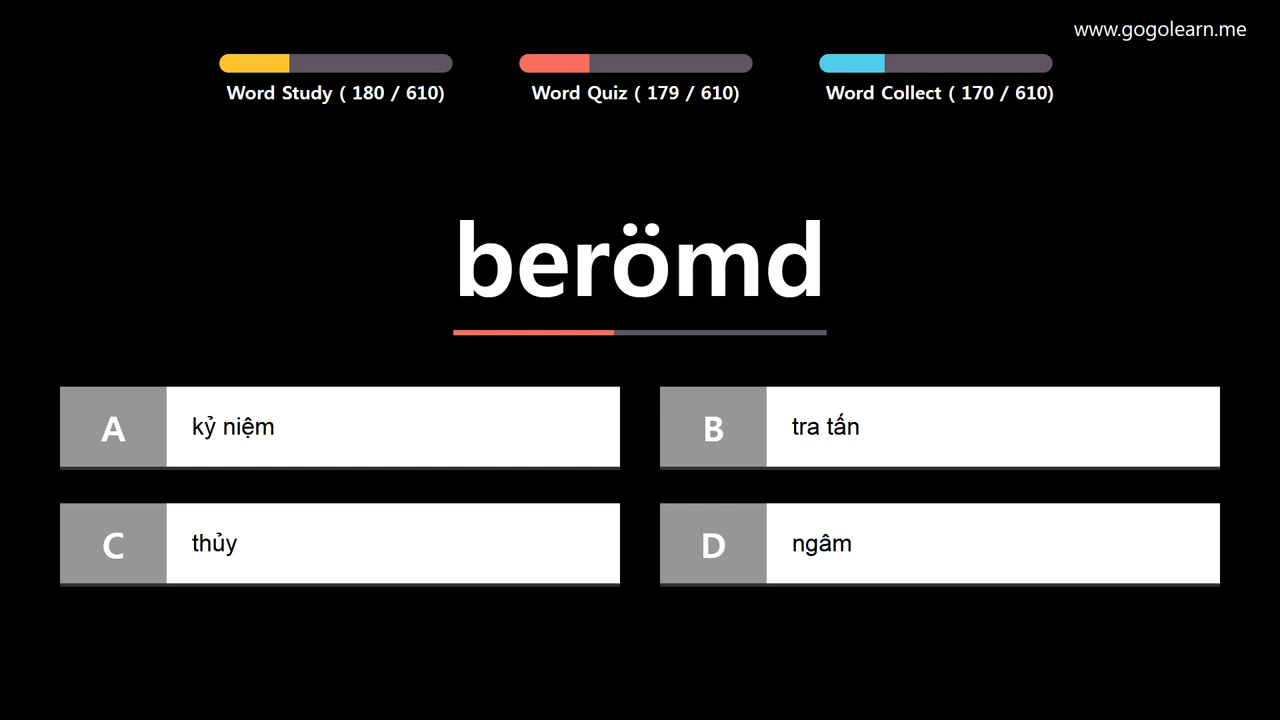 www.gogolearn.me
Word Study ( 180 / 610)
Word Quiz ( 179 / 610)
Word Collect ( 170 / 610)
berömd
A
kỷ niệm
B
tra tấn
C
thủy
D
ngâm